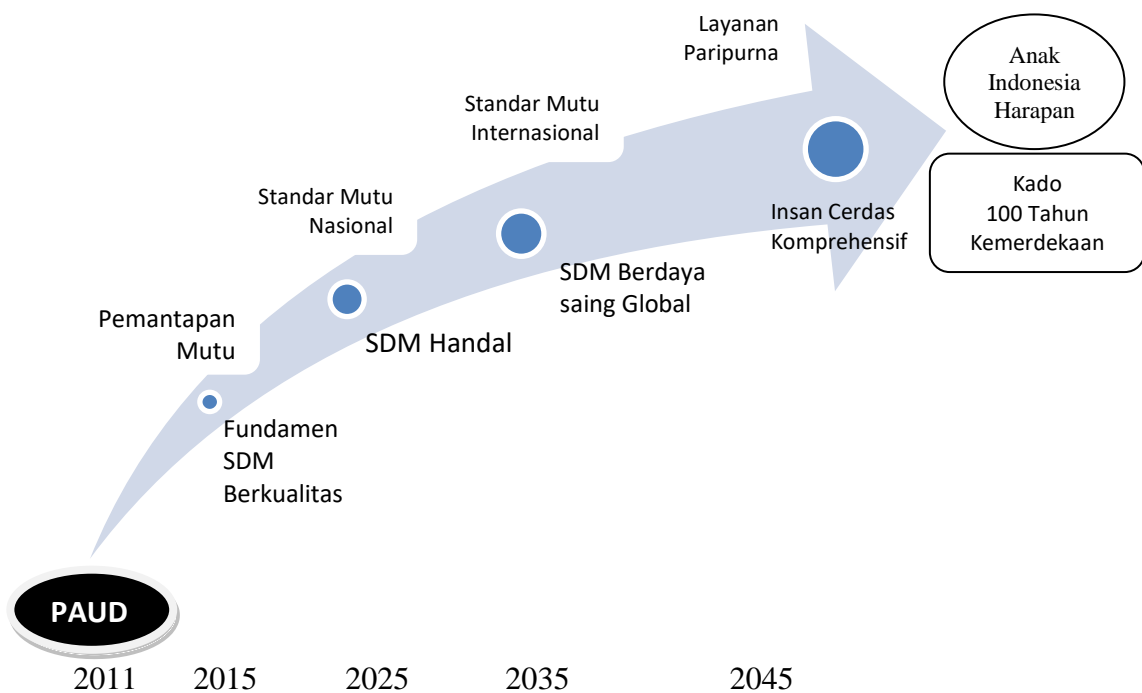 Layanan
Paripurna
Anak
Indonesia
Harapan
Standar Mutu
Internasional
Kado
100 Tahun
Kemerdekaan
Standar Mutu
Nasional
Insan Cerdas
Komprehensif
SDM Berdaya
saing Global
Pemantapan
Mutu
SDM Handal
Fundamen
SDM
Berkualitas
PAUD
2011 2015 2025 2035 2045